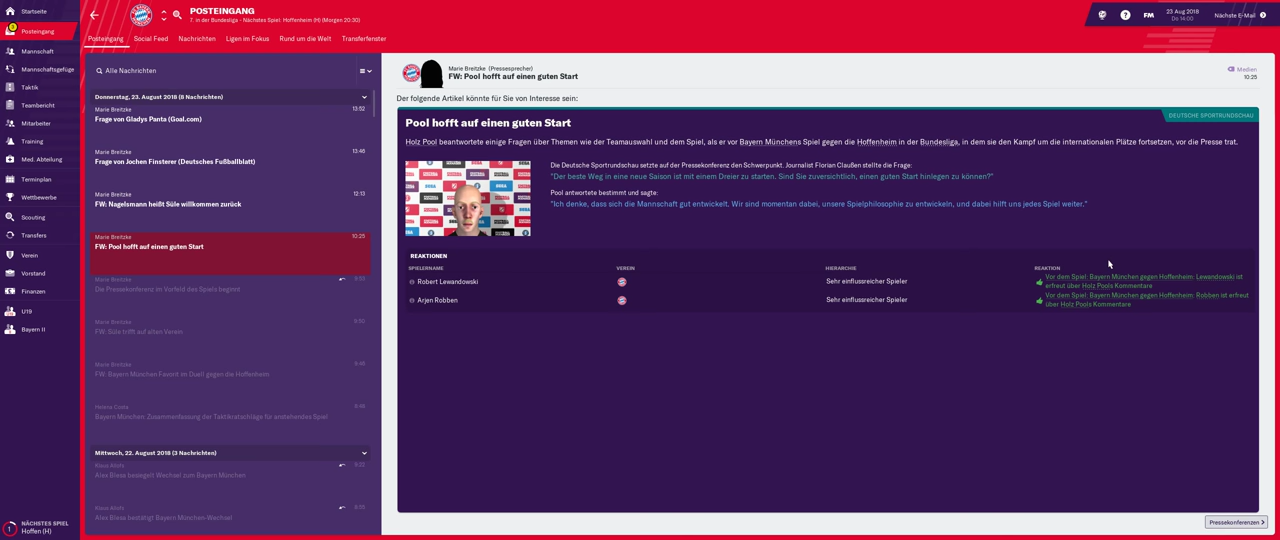 Startseite
Posteingang
Mannschaft
Mannschaftsgefüge
Taktik
Teambericht
Mitarbeiter
Training
Med. Abteilung
Terminplan
Wettbewerbe
Scouting
Transfers
Verein
Vorstand
Finanzen
U19
Bayern II
1
NÄCHSTES SPIEL
Hoffen (H)
POSTEINGANG
7. in der Bundesliga - Nächstes Spiel: Hoffenheim (H) (Morgen 20:30)
FM
23 Aug 2018
Do 14:00
Nächste E-Mail
Posteingang Social Feed Nachrichten Ligen im Fokus Rund um die Welt Transferfenster
Alle Nachrichten
Donnerstag, 23. August 2018 (8 Nachrichten)
Marie Breitzke 13:52
Frage von Gladys Panta (Goal.com)
Marie Breitzke 13:48
Frage von Jochen Finsterer (Deutsches Fußballblatt)
Marie Breitzke 12:13
FW: Nagelsmann heißt Süle willkommen zurück
Marie Breitzke 10:25
FW: Pool hofft auf einen guten Start
Marie Breitzke
Die Pressekonferenz im Vorfeld des Spiels beginnt
Marie Breitzke
FW: Süle trifft auf alten Verein
Marie Breitzke
FW: Bayern München Favorit im Duell gegen die Hoffenheim
Helena Costa
Bayern München: Zusammenfassung der Taktikratschläge für anstehendes Spiel
Mittwoch, 22. August 2018 (3 Nachrichten)
Klaus Allofs
Ales Bless besiegelt Wechsel zum Bayern München
Klaus Allofs
Ales Bless bestätigt Bayern München-Wechsel
Marie Breitzke (Pressesprecher)
FW: Pool hofft auf einen guten Start
Medien
10:25
Der folgende Artikel könnte für Sie von Interesse sein:
DEUTSCHE SPORTRUNDSCHAU
Pool hofft auf einen guten Start
Holz Pool beantwortete einige Fragen über Themen wie der Teamauswahl und dem Spiel, als er vor Bayern Münchens Spiel gegen die Hoffenheim in der Bundesliga, in dem sie den Kampf um die internationalen Plätze fortsetzen, vor die Presse trat.
Die Deutsche Sportrundschau setzte auf der Pressekonferenz den Schwerpunkt. Journalist Florian Claußen stellte die Frage:
"Der beste Weg in eine neue Saison ist mit einem Dreier zu starten. Sind Sie zuversichtlich, einen guten Start hinlegen zu können?"
Pool antwortete bestimmt und sagte:
"Ich denke, dass sich die Mannschaft gut entwickelt. Wir sind momentan dabei, unsere Spielphilosophie zu entwickeln, und dabei hilft uns jedes Spiel weiter."
REAKTIONEN
SPIELERNAME VEREIN HIERARCHIE REAKTION
Robert Lewandowski Sehr einflussreicher Spieler Vor dem Spiel: Bayern München gegen Hoffenheim: Lewandowski ist
erfreut über Holz Pools Kommentare
Arjen Robben Sehr einflussreicher Spieler Vor dem Spiel: Bayern München gegen Hoffenheim: Robben ist erfreut
über Holz Pools Kommentare
Pressekonferenzen